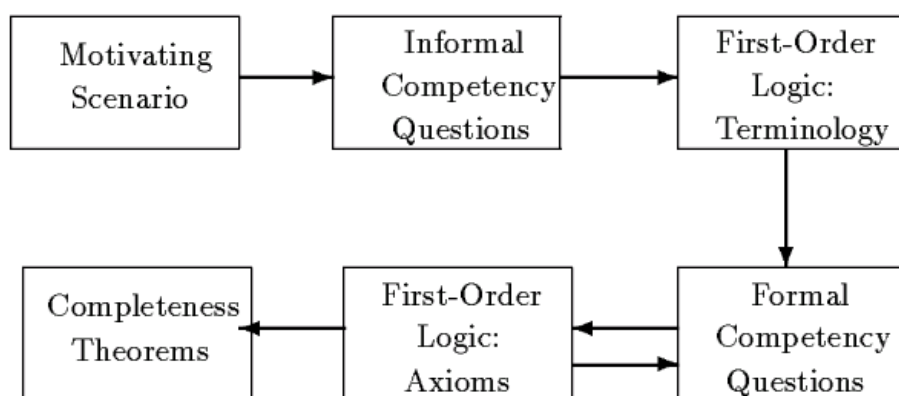 Motivating
Scenario
Informal
Competency
Questions
First-Order
Logic:
Terminology
Completeness
Theorems
First-Order
Logic:
Axioms
Formal
Competency
Questions